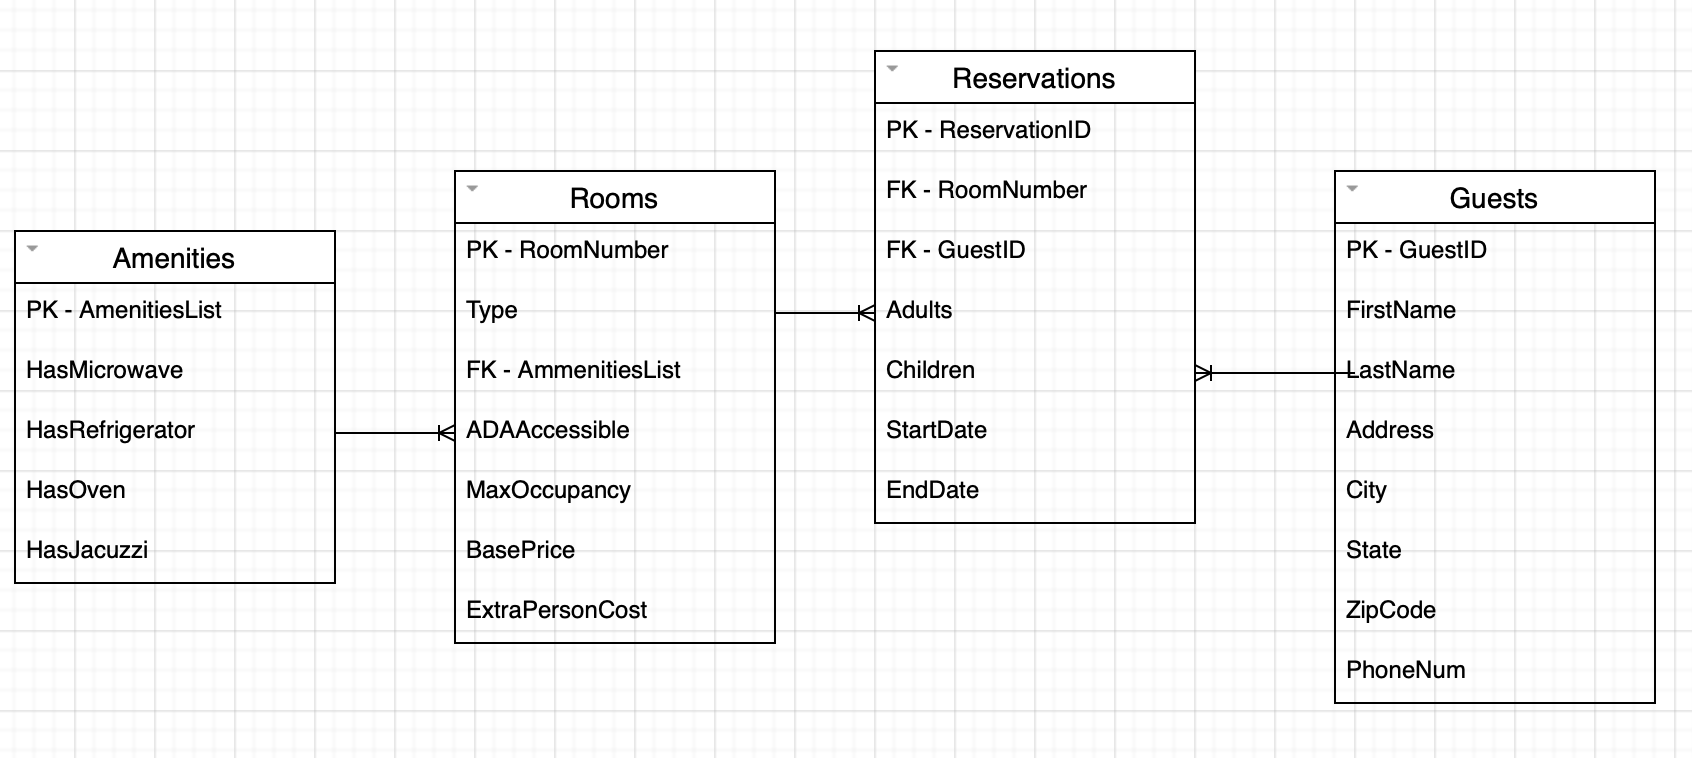 Amenities
PK - AmenitiesList
HasMicrowave
HasRefrigerator
HasOven
HasJacuzzi
Rooms
PK - RoomNumber
Type
FK - AmmenitiesList
ADAAccessible
MaxOccupancy
BasePrice
ExtraPersonCost
Reservations
PK - ReservationID
FK - RoomNumber
FK - GuestID
Adults
Children
StartDate
EndDate
Guests
PK - GuestID
FirstName
LastName
Address
City
State
ZipCode
PhoneNum